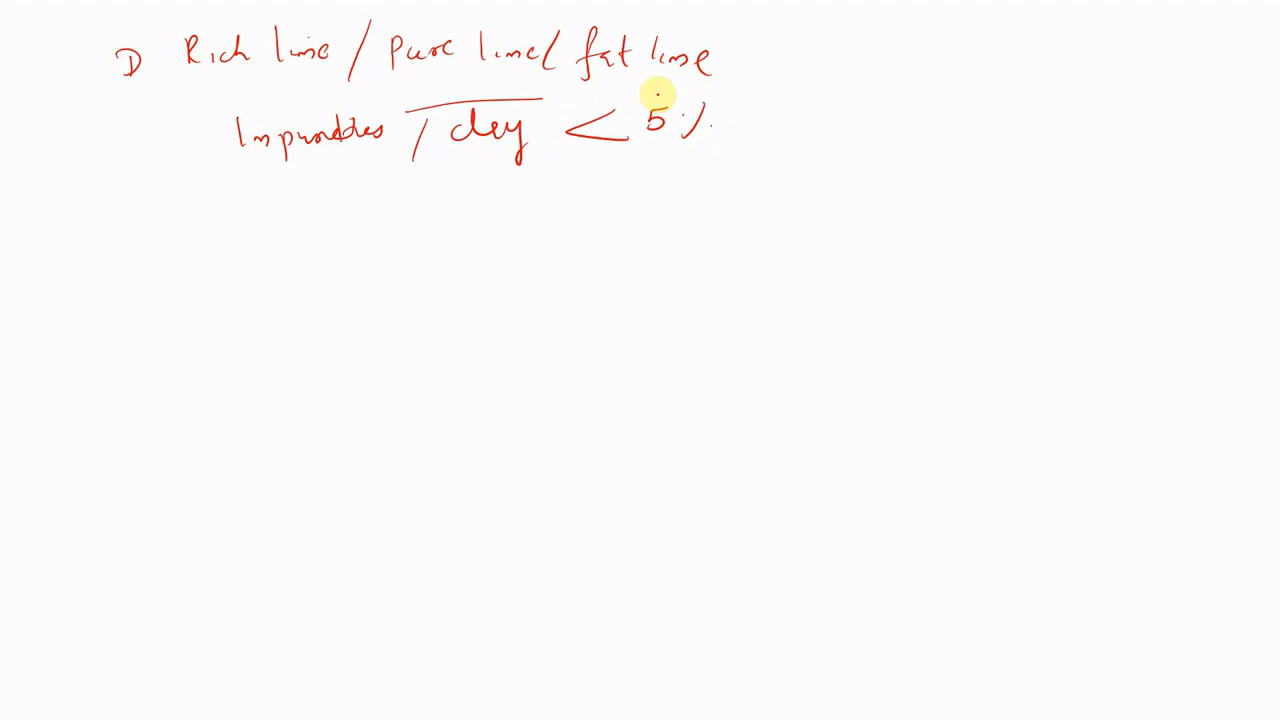 1) Rich lime / Pure lime / fat lime
Impurities / clay < 5 %.